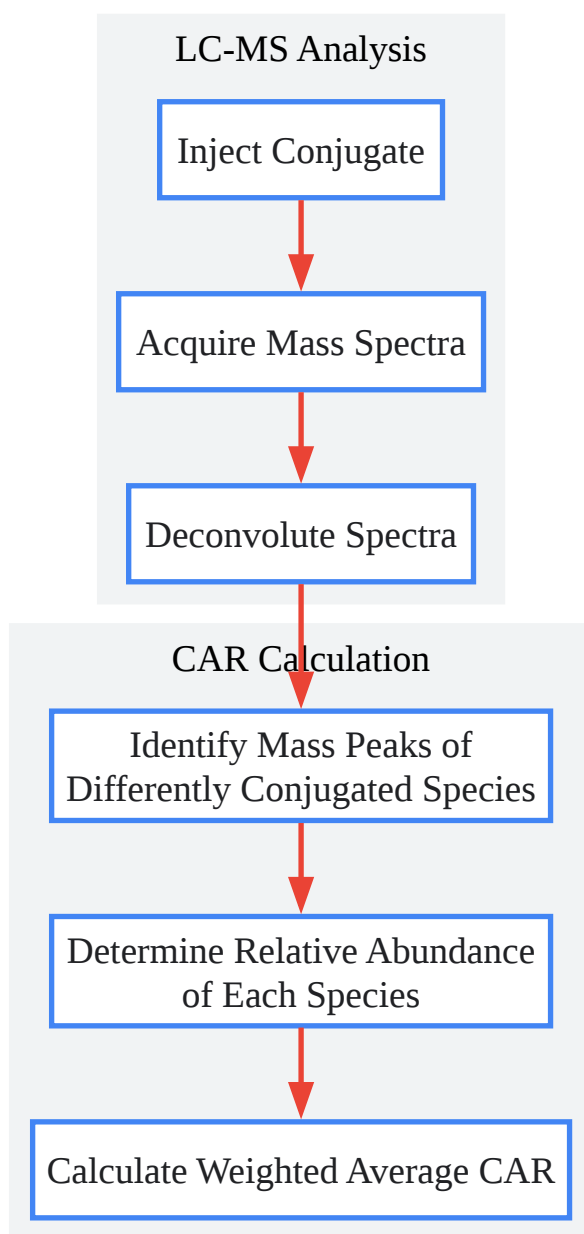 LC-MS Analysis
Inject Conjugate
Acquire Mass Spectra
Deconvolute Spectra
CAR Calculation
Identify Mass Peaks of
Differently Conjugated Species
Determine Relative Abundance
of Each Species
Calculate Weighted Average CAR